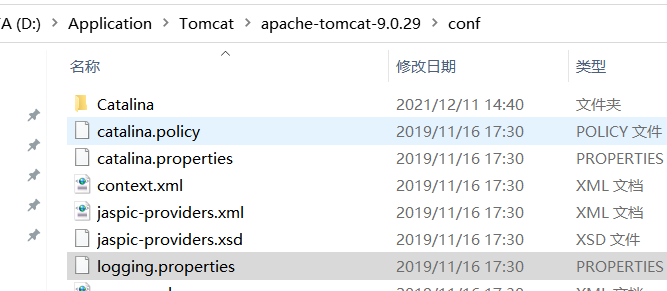 A (D:) > Application > Tomcat > apache-tomcat-9.0.29 > conf
名称 修改日期 类型
Catalina 2021/12/11 14:40 文件夹
catalina.policy 2019/11/16 17:30 POLICY 文件
catalina.properties 2019/11/16 17:30 PROPERTIES
context.xml 2019/11/16 17:30 XML 文档
jaspic-providers.xml 2019/11/16 17:30 XML 文档
jaspic-providers.xsd 2019/11/16 17:30 XSD 文件
logging.properties 2019/11/16 17:30 PROPERTIES